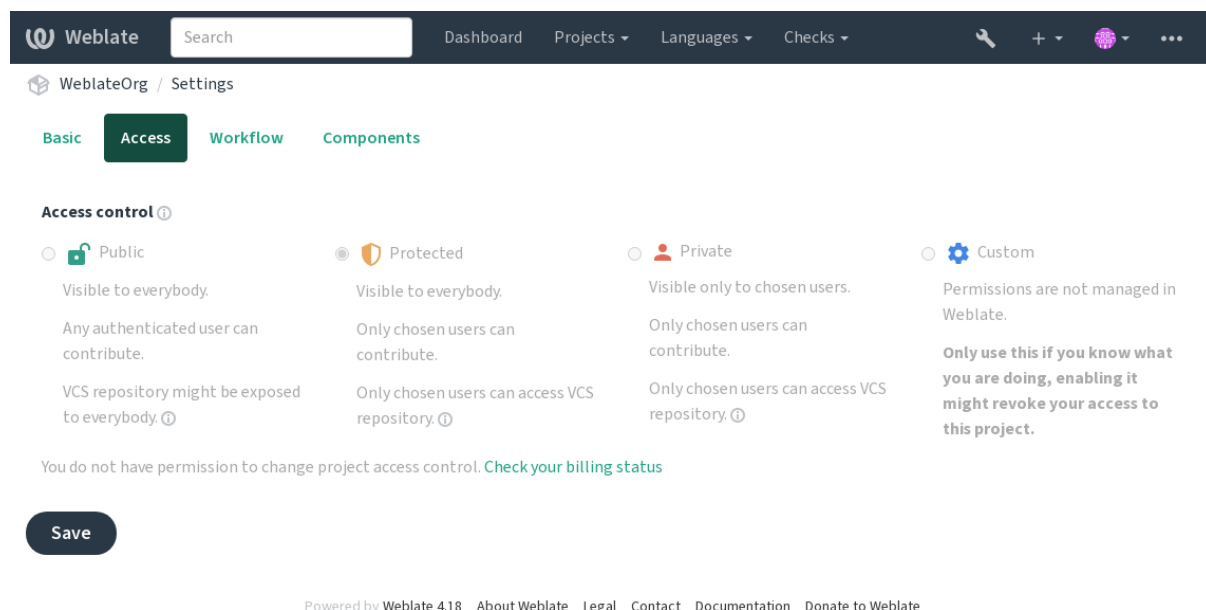 Weblate
Search
Dashboard
Projects
Languages
Checks
WeblateOrg / Settings
Basic
Access
Workflow
Components
Access control
Public
Visible to everybody.
Any authenticated user can
contribute.
VCS repository might be exposed
to everybody.
Protected
Visible to everybody.
Only chosen users can
contribute.
Only chosen users can access VCS
repository.
Private
Visible only to chosen users.
Only chosen users can
contribute.
Only chosen users can access VCS
repository.
Custom
Permissions are not managed in
Weblate.
Only use this if you know what
you are doing, enabling it
might revoke your access to
this project.
You do not have permission to change project access control. Check your billing status
Save
Powered by Weblate 4.18 About Weblate Legal Contact Documentation Donate to Weblate